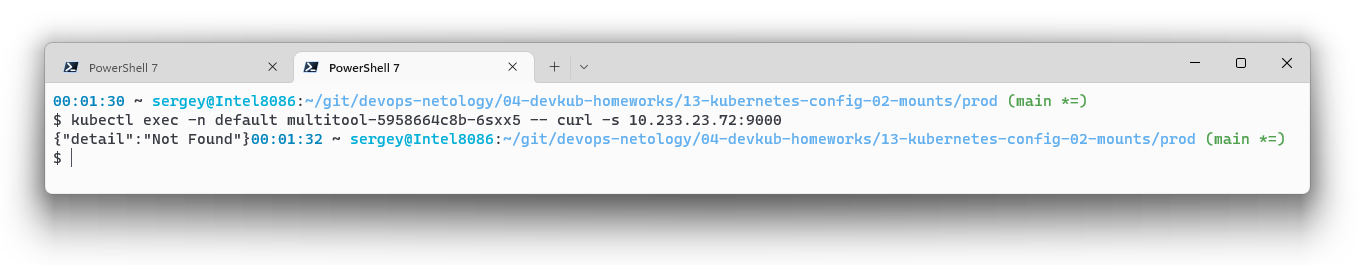 PowerShell 7
PowerShell 7
00:01:30 ~ sergey@Intel8086:~/git/devops-netology/04-devkub-homeworks/13-kubernetes-config-02-mounts/prod (main *=)
$ kubectl exec -n default multitool-5958664c8b-6sxx5 -- curl -s 10.233.23.72:9000
{"detail":"Not Found"}00:01:32 ~ sergey@Intel8086:~/git/devops-netology/04-devkub-homeworks/13-kubernetes-config-02-mounts/prod (main *=)
$